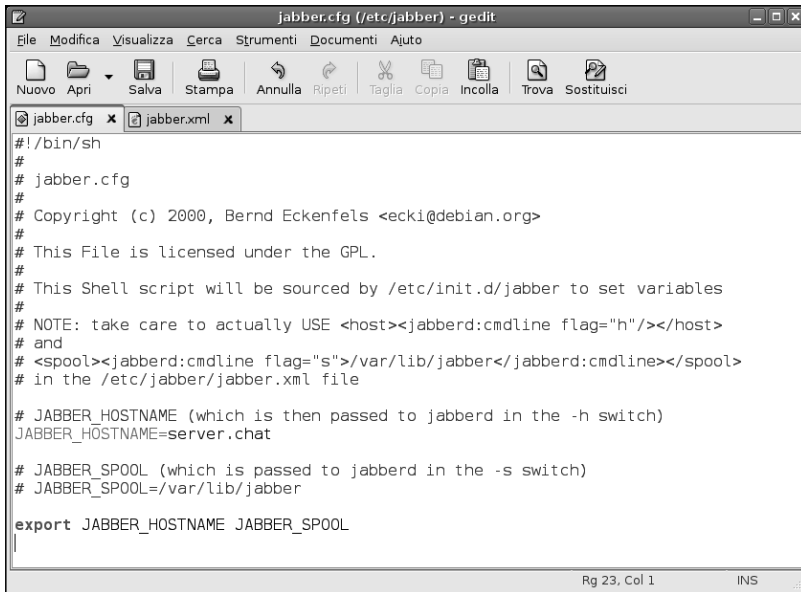 jabber.cfg (/etc/jabber) - gedit
File Modifica Visualizza Cerca Strumenti Documenti Aiuto
Nuovo Apri Salva Stampa Annulla Ripeti Taglia Copia Incolla Trova Sostituisci
jabber.cfg jabber.xml
#!/bin/sh
#
# jabber.cfg
#
# Copyright (c) 2000, Bernd Eckenfels <ecki@debian.org>
#
# This File is licensed under the GPL.
#
# This Shell script will be sourced by /etc/init.d/jabber to set variables
#
# NOTE: take care to actually USE <host><jabberd:cmdline flag="h"/></host>
# and
# <spool><jabberd:cmdline flag="s">/var/lib/jabber</jabberd:cmdline></spool>
# in the /etc/jabber/jabber.xml file
# JABBER_HOSTNAME (which is then passed to jabberd in the -h switch)
JABBER_HOSTNAME=server.chat
# JABBER_SPOOL (which is passed to jabberd in the -s switch)
# JABBER_SPOOL=/var/lib/jabber
export JABBER_HOSTNAME JABBER_SPOOL
Rg 23, Col 1 INS